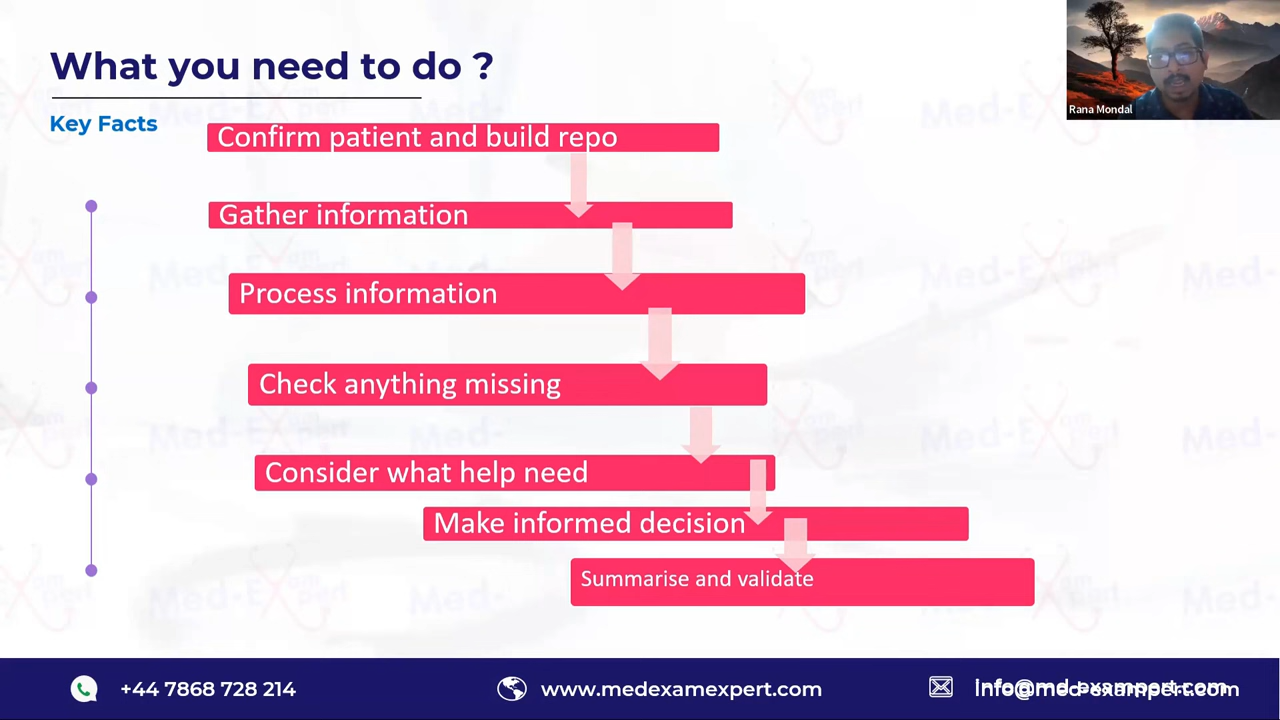 What you need to do ?
Key Facts
Rana Mondal
Confirm patient and build repo
Gather information
Process information
Check anything missing
Consider what help need
Make informed decision
Summarise and validate
+44 7868 728 214
www.medexamexpert.com